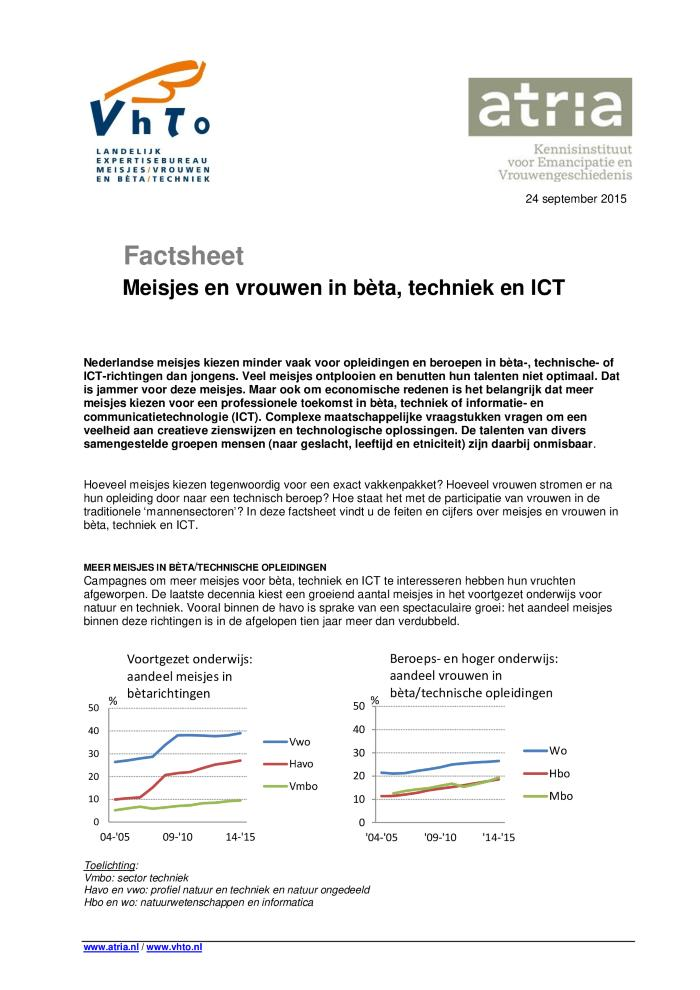 VhTo
LANDELIJK
EXPERTISEBUREAU
MEISJES/VROUWEN
EN BÈTA/TECHNIEK
atria
Kennisinstituut
voor Emancipatie en
Vrouwengeschiedenis
24 september 2015
Factsheet
Meisjes en vrouwen in bèta, techniek en ICT
Nederlandse meisjes kiezen minder vaak voor opleidingen en beroepen in bèta-, technische- of
ICT-richtingen dan jongens. Veel meisjes ontplooien en benutten hun talenten niet optimaal. Dat
is jammer voor deze meisjes. Maar ook om economische redenen is het belangrijk dat meer
meisjes kiezen voor een professionele toekomst in bèta, techniek of informatie- en
communicatietechnologie (ICT). Complexe maatschappelijke vraagstukken vragen om een
veelheid aan creatieve zienswijzen en technologische oplossingen. De talenten van divers
samengestelde groepen mensen (naar geslacht, leeftijd en etniciteit) zijn daarbij onmisbaar.
Hoeveel meisjes kiezen tegenwoordig voor een exact vakkenpakket? Hoeveel vrouwen stromen er na
hun opleiding door naar een technisch beroep? Hoe staat het met de participatie van vrouwen in de
traditionele ‘mannensectoren’? In deze factsheet vindt u de feiten en cijfers over meisjes en vrouwen in
bèta, techniek en ICT.
MEER MEISJES IN BÈTA/TECHNISCHE OPLEIDINGEN
Campagnes om meer meisjes voor bèta, techniek en ICT te interesseren hebben hun vruchten
afgeworpen. De laatste decennia kiest een groeiend aantal meisjes in het voortgezet onderwijs voor
natuur en techniek. Vooral binnen de havo is sprake van een spectaculaire groei: het aandeel meisjes
binnen deze richtingen is in de afgelopen tien jaar meer dan verdubbeld.
Voortgezet onderwijs:
aandeel meisjes in
bètarichtingen
%
50
40
30
20
10
0
04-'05 09-'10 14-'15
Vwo
Havo
Vmbo
Beroeps- en hoger onderwijs:
aandeel vrouwen in
bèta/technische opleidingen
%
50
40
30
20
10
0
'04-'05 '09-'10 '14-'15
Wo
Hbo
Mbo
Toelichting:
Vmbo: sector techniek
Havo en vwo: profiel natuur en techniek en natuur ongedeeld
Hbo en wo: natuurwetenschappen en informatica
www.atria.nl / www.vhto.nl